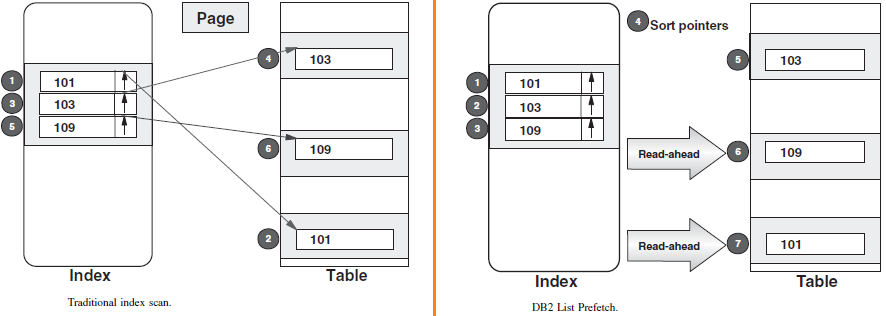 Page
1
101
3
103
5
109
4
103
6
109
2
101
Index
Table
Traditional index scan.
4 Sort pointers
1
101
2
103
3
109
5
103
Read-ahead
6
109
Read-ahead
7
101
Index
Table
DB2 List Prefetch.